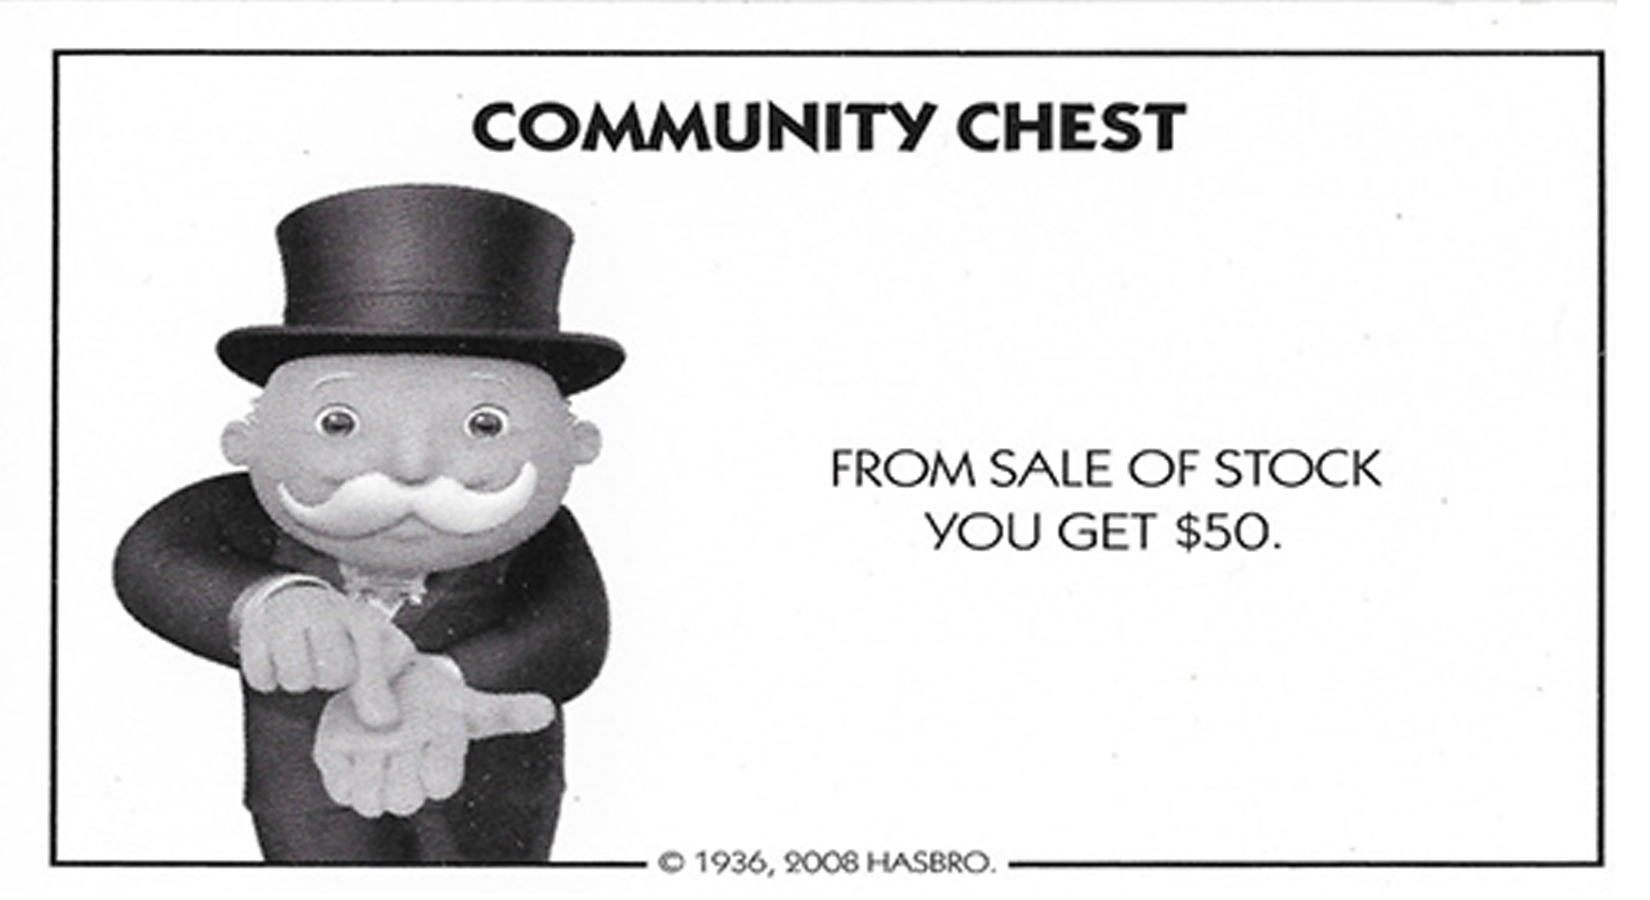 COMMUNITY CHEST
FROM SALE OF STOCK
YOU GET $50.
© 1936, 2008 HASBRO.